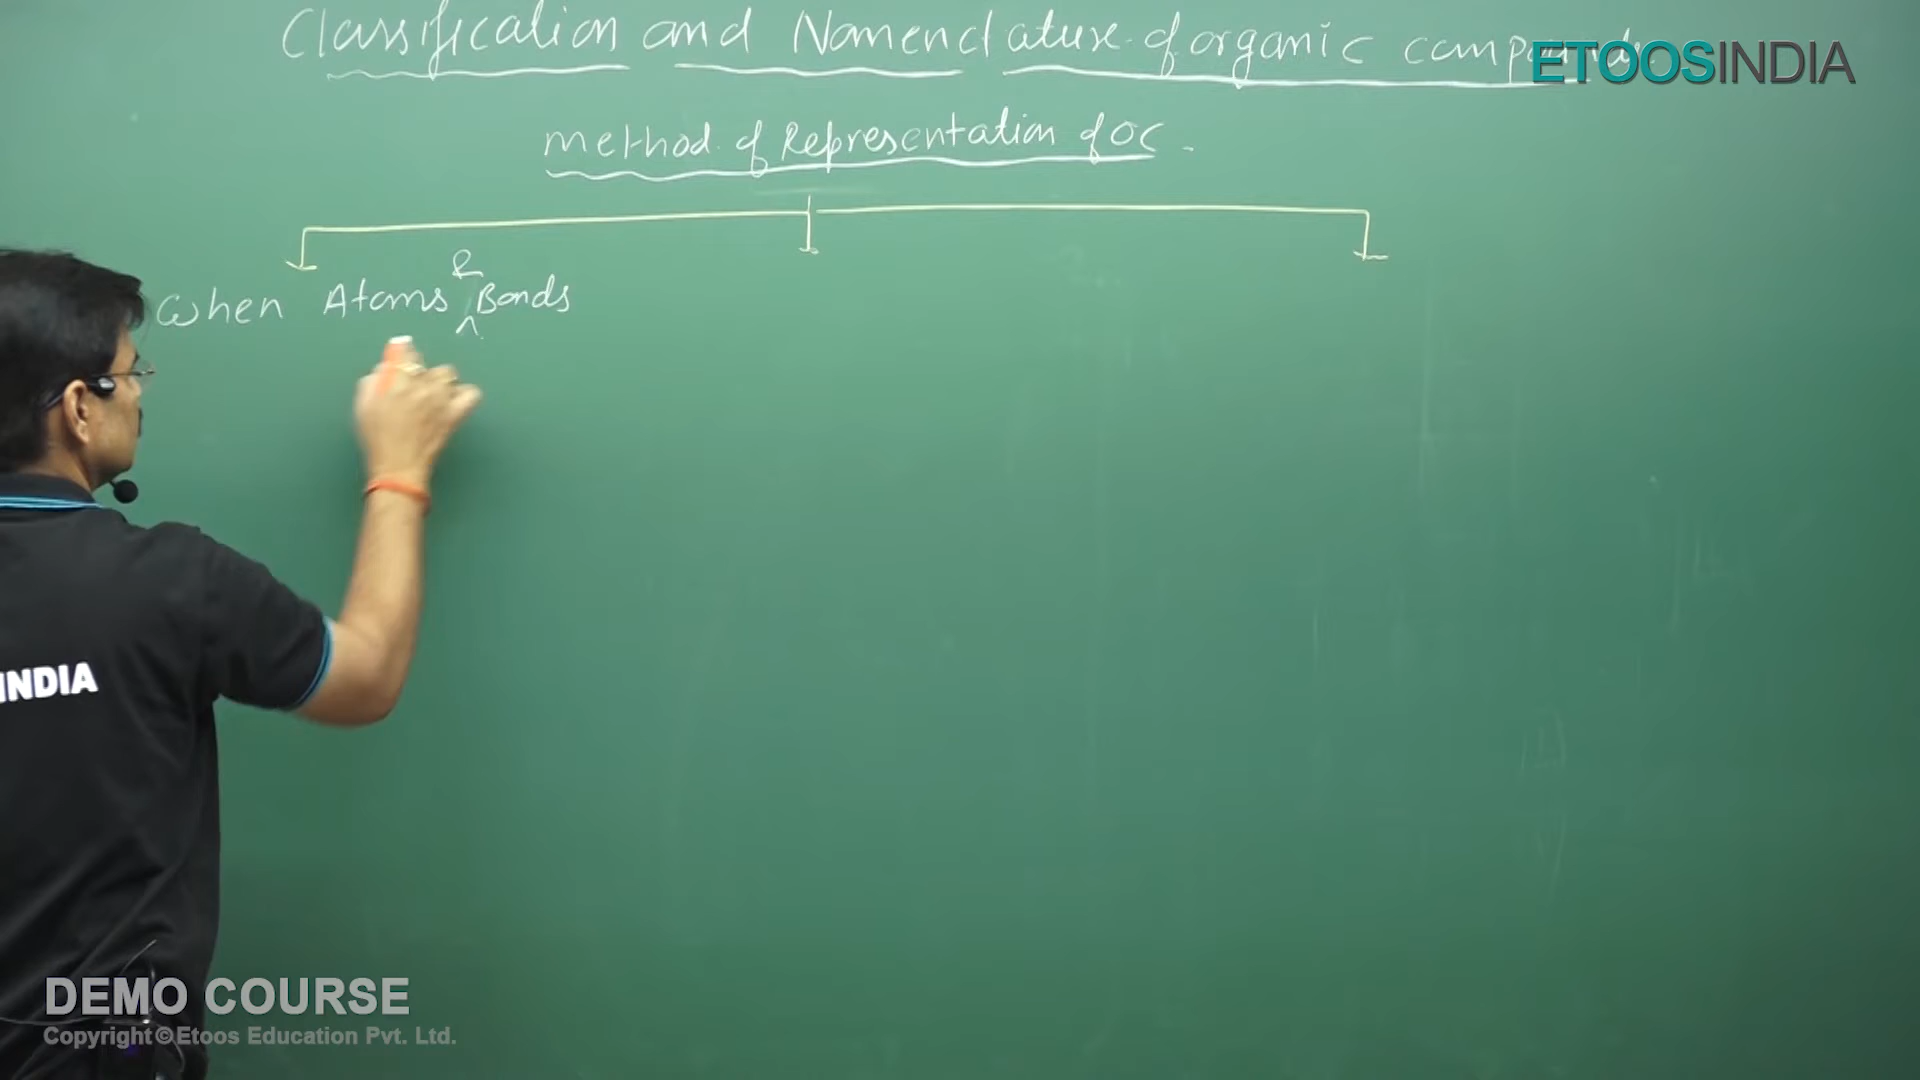 Classification and Nomenclature of organic compounds
ETOOSINDIA
method of Representation of OC
When Atoms & Bonds
INDIA
DEMO COURSE
Copyright © Etoos Education Pvt. Ltd.